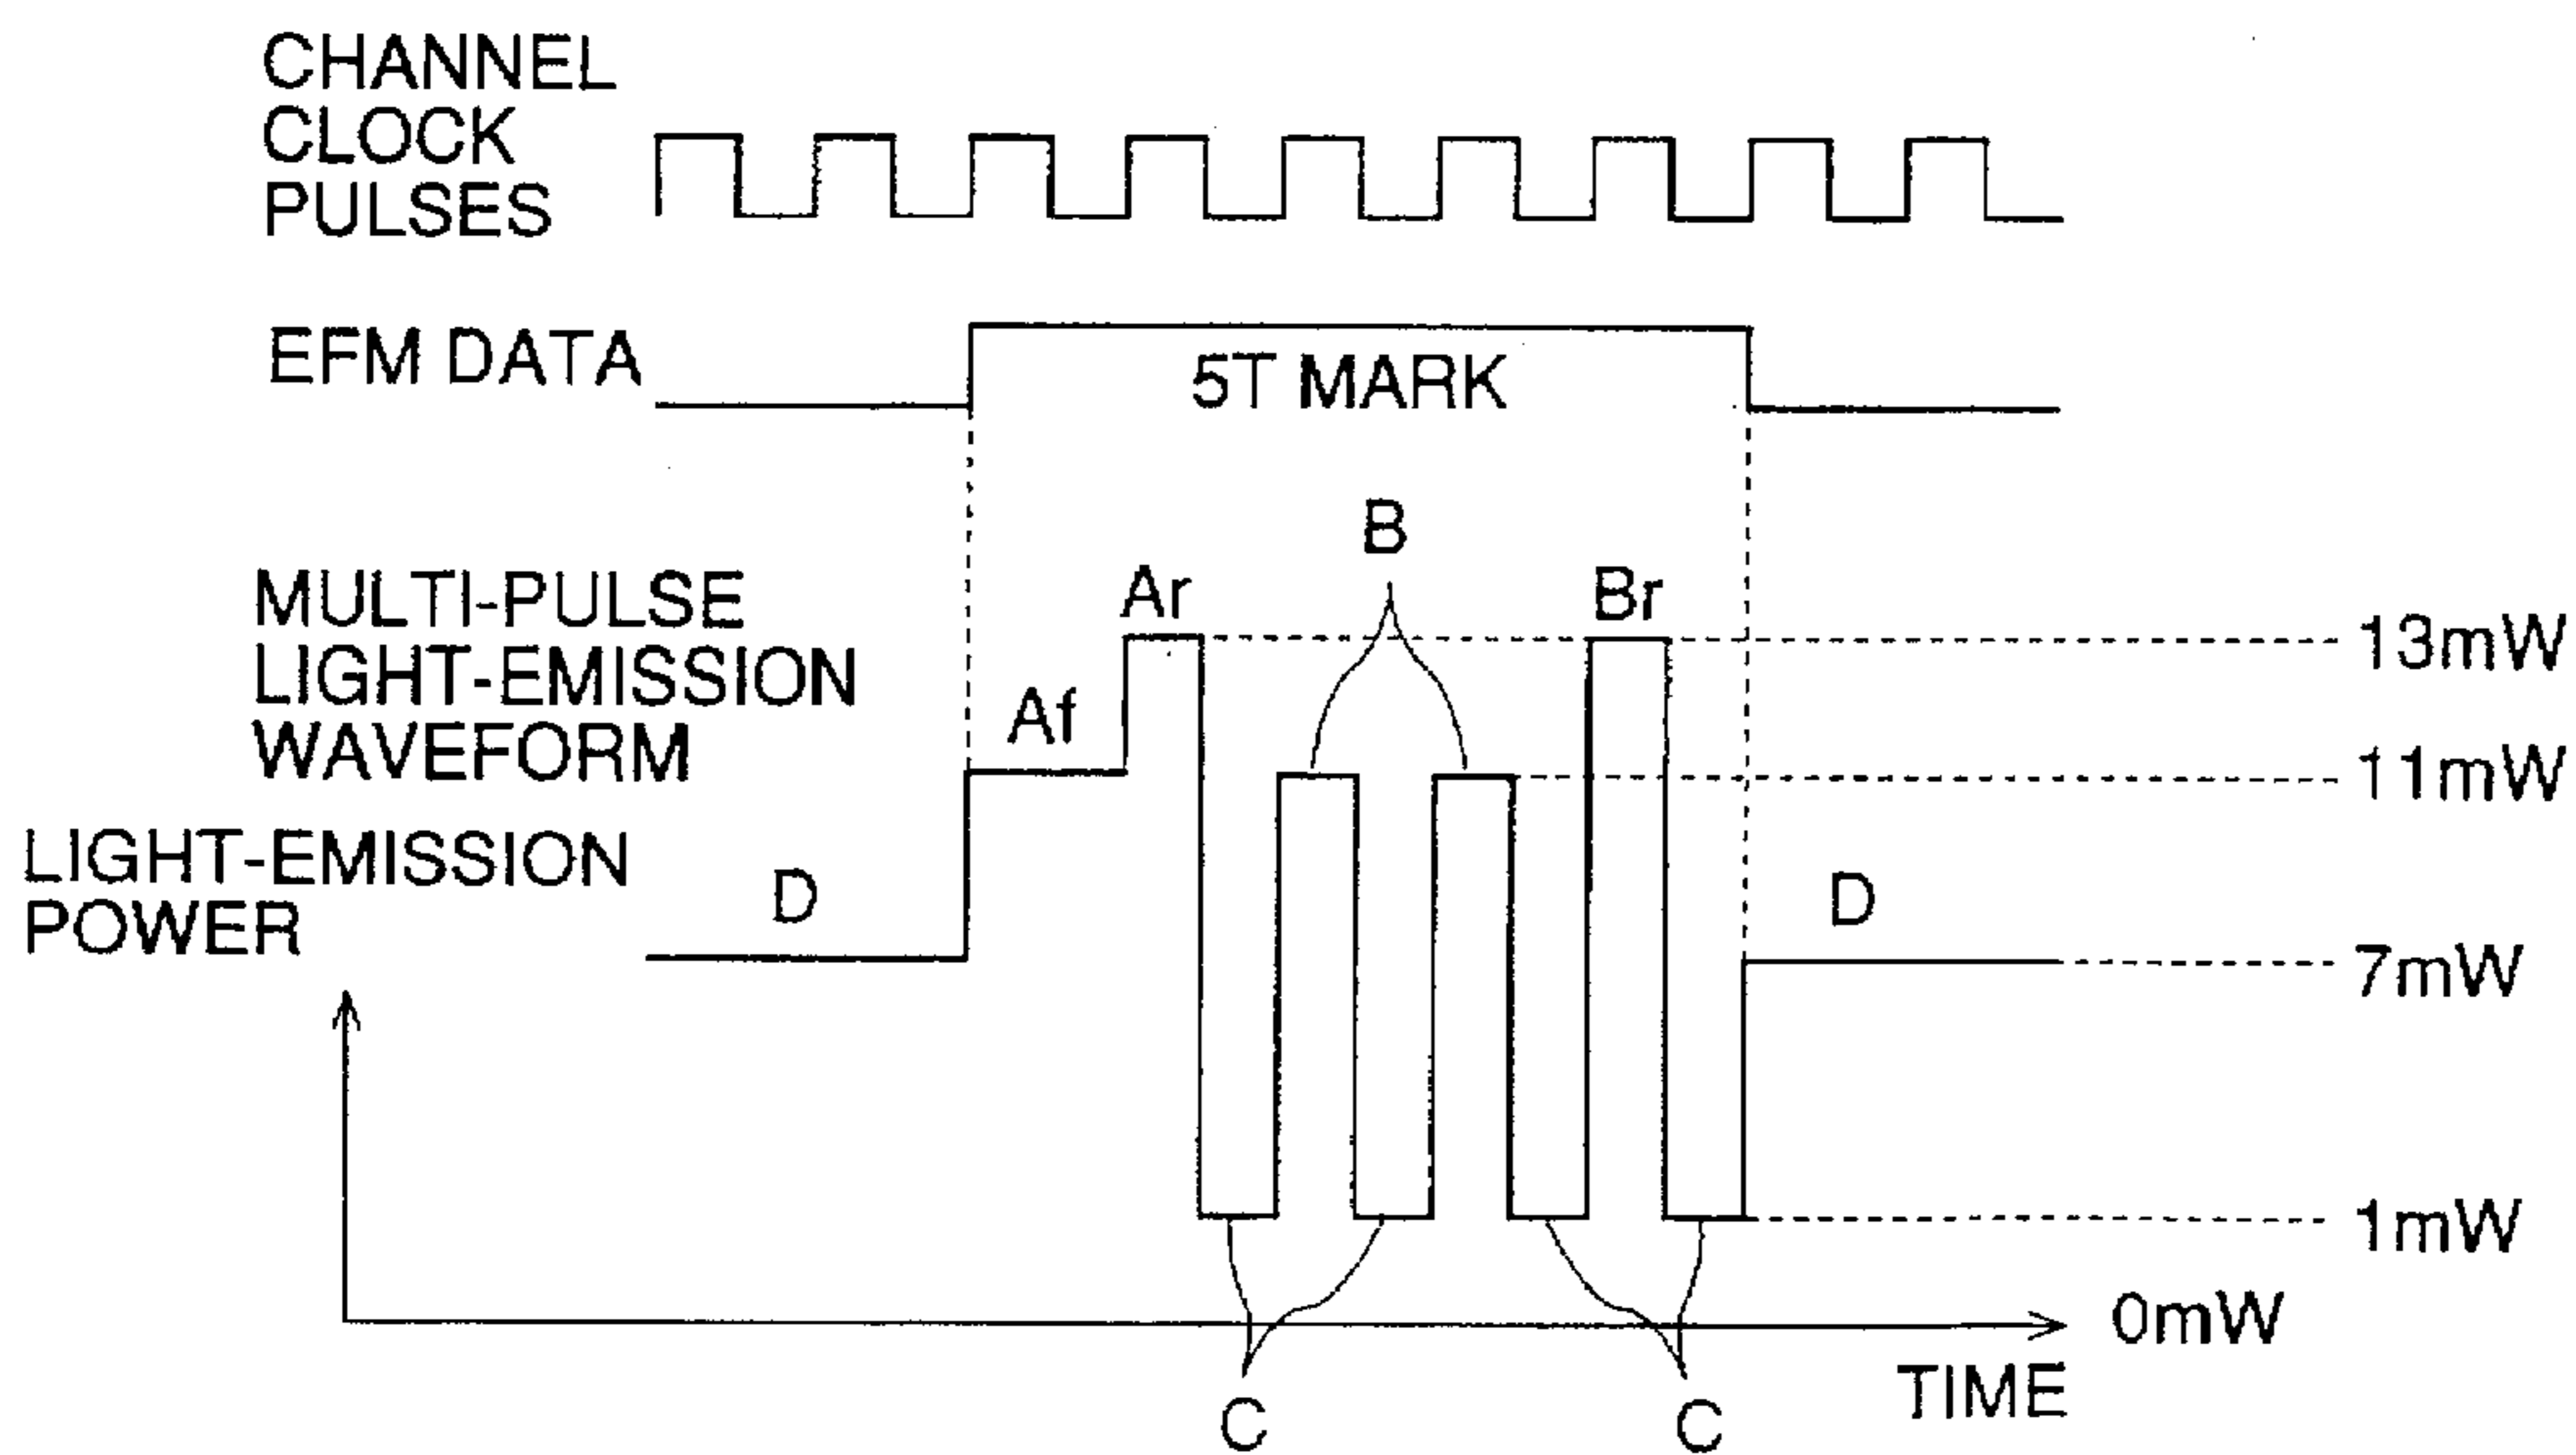 CHANNEL
CLOCK
PULSES
EFM DATA
5T MARK
B
MULTI-PULSE
LIGHT-EMISSION
WAVEFORM
Ar
Br
13mW
Af
11mW
LIGHT-EMISSION
POWER
D
D
7mW
1mW
0mW
TIME
C
C